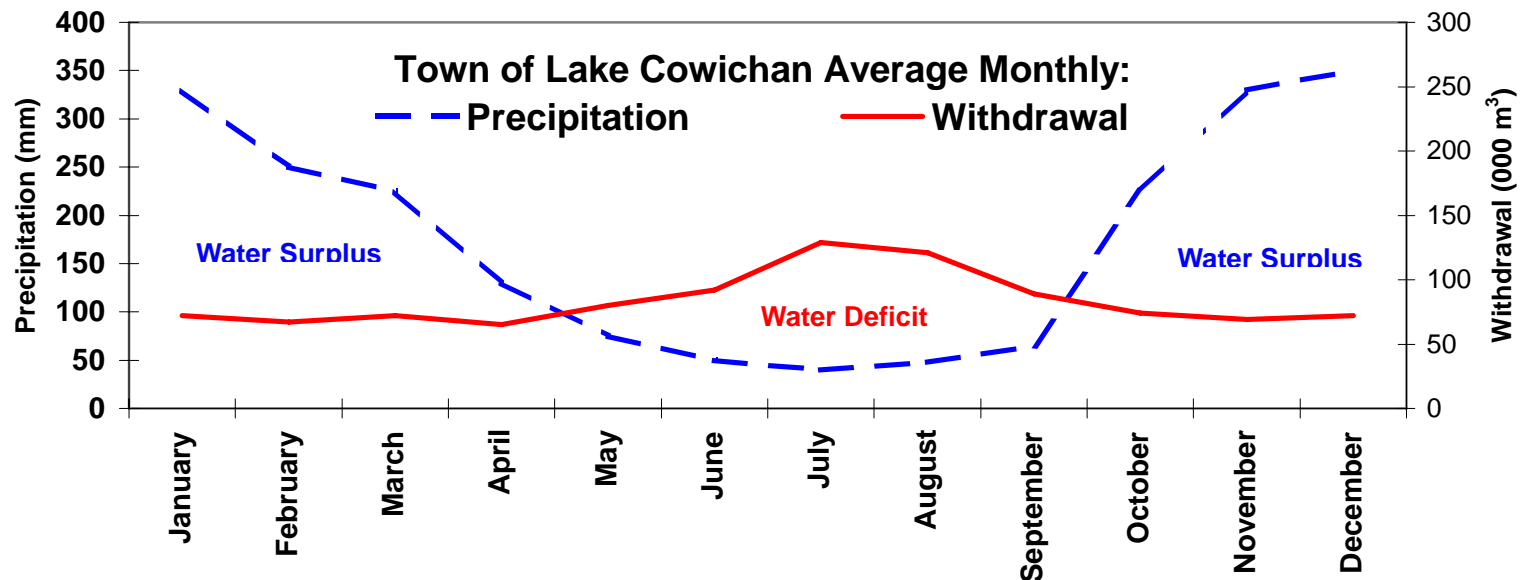 Town of Lake Cowichan Average Monthly:
Precipitation Withdrawal
Precipitation (mm)
400
350
300
250
200
150
100
50
0
Withdrawal (000 m³)
300
250
200
150
100
50
0
Water Surplus
Water Deficit
Water Surplus
January
February
March
April
May
June
July
August
September
October
November
December